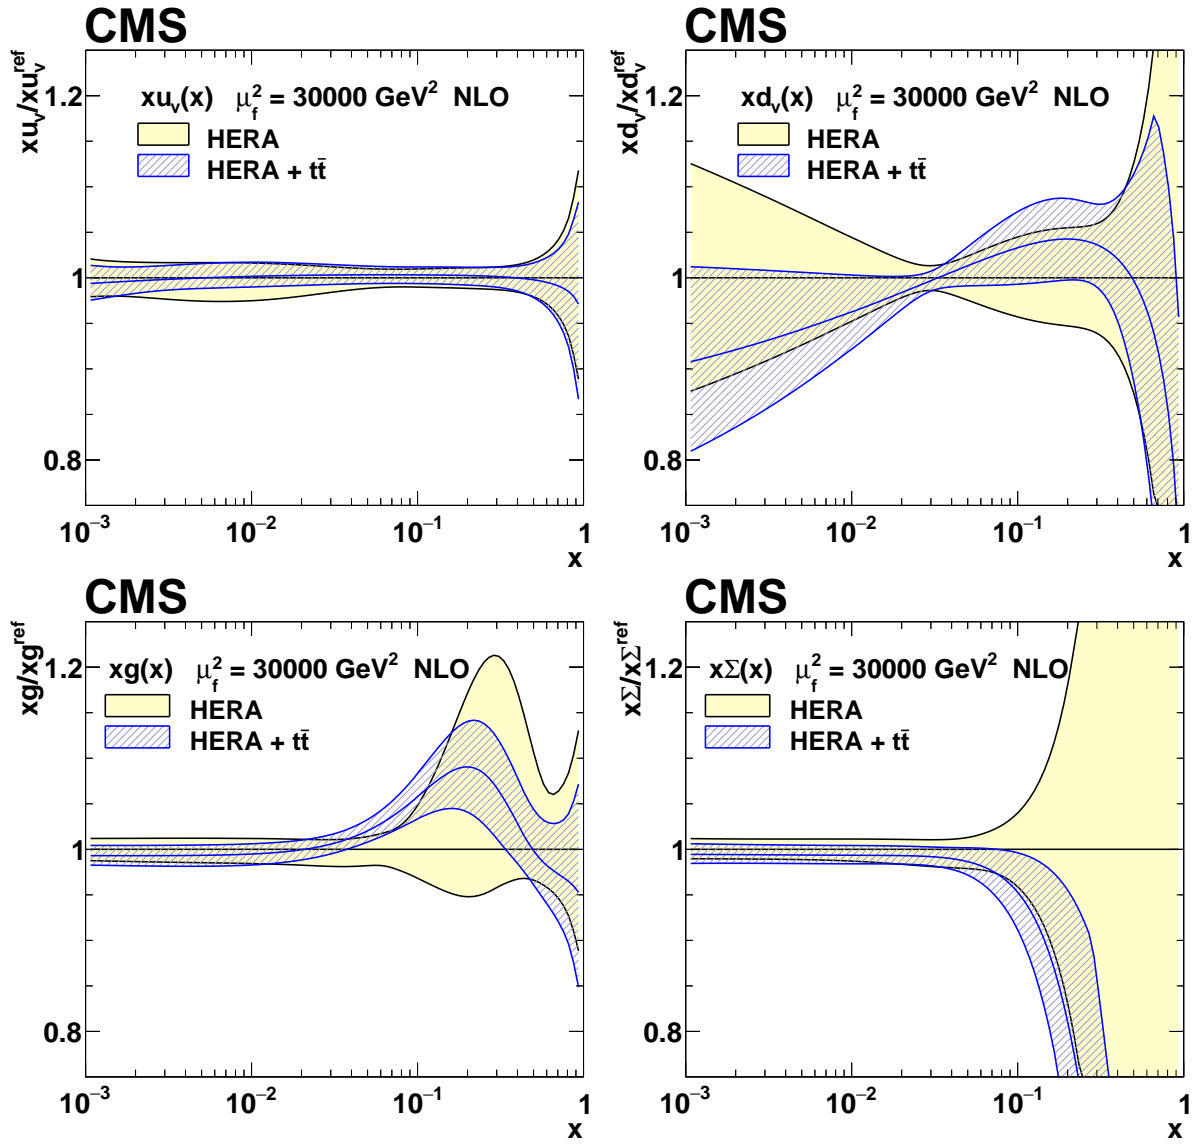 CMS
xu_v/xu_v^ref
xu_v(x) μ_f^2 = 30000 GeV^2 NLO
HERA
HERA + tt̄
1.2
1
0.8
10^−3 10^−2 10^−1 1
x
CMS
xd_v/xd_v^ref
xd_v(x) μ_f^2 = 30000 GeV^2 NLO
HERA
HERA + tt̄
1.2
1
0.8
10^−3 10^−2 10^−1 1
x
CMS
xg/xg^ref
xg(x) μ_f^2 = 30000 GeV^2 NLO
HERA
HERA + tt̄
1.2
1
0.8
10^−3 10^−2 10^−1 1
x
CMS
xΣ/xΣ^ref
xΣ(x) μ_f^2 = 30000 GeV^2 NLO
HERA
HERA + tt̄
1.2
1
0.8
10^−3 10^−2 10^−1 1
x